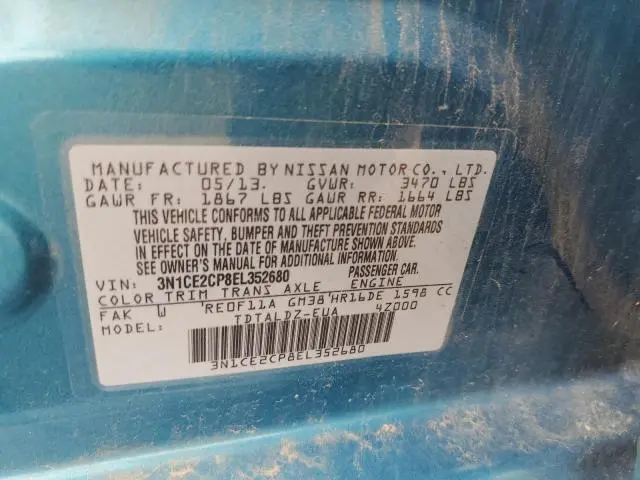 MANUFACTURED BY NISSAN MOTOR CO., LTD.
DATE: 05/13. GVWR: 3470 LBS
GAWR FR: 1867 LBS GAWR RR: 1664 LBS
THIS VEHICLE CONFORMS TO ALL APPLICABLE FEDERAL MOTOR
VEHICLE SAFETY, BUMPER AND THEFT PREVENTION STANDARDS
IN EFFECT ON THE DATE OF MANUFACTURE SHOWN ABOVE.
SEE OWNER'S MANUAL FOR ADDITIONAL INFORMATION.
VIN: 3N1CE2CP8EL352680 PASSENGER CAR.
COLOR TRIM TRANS AXLE ENGINE
FAK W RE0F11A GM38 HR16DE 1598 CC
MODEL: TDTALDZ-EUA 4Z000
3N1CE2CP8EL352680